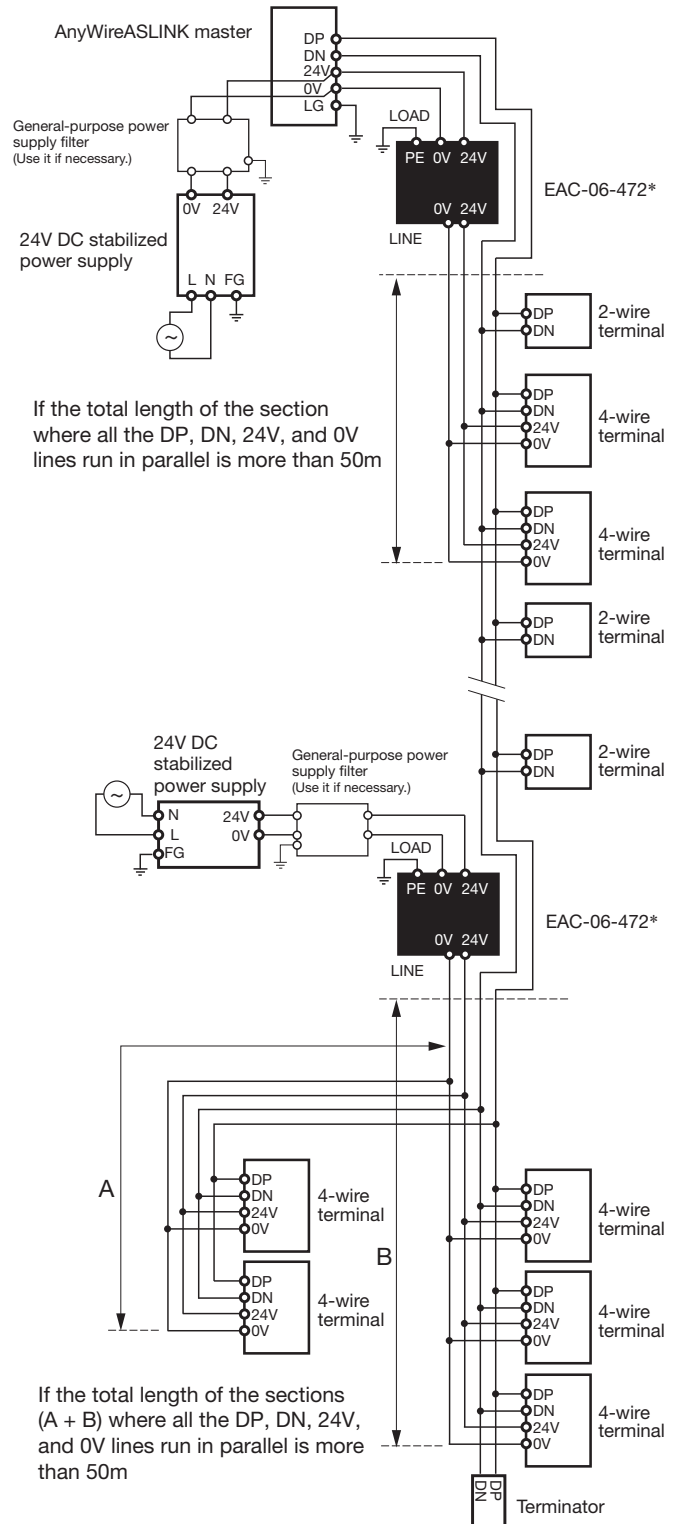 AnyWireASLINK master
DP
DN
24V
0V
LG
General-purpose power
supply filter
(Use it if necessary.)
0V 24V
24V DC stabilized
power supply
L N FG
~
LOAD
PE 0V 24V
EAC-06-472*
0V 24V
LINE
DP
DN
2-wire
terminal
If the total length of the section
where all the DP, DN, 24V, and 0V
lines run in parallel is more than 50m
DP
DN
24V
0V
4-wire
terminal
DP
DN
24V
0V
4-wire
terminal
DP
DN
2-wire
terminal
DP
DN
2-wire
terminal
24V DC
stabilized
power supply
General-purpose power
supply filter
(Use it if necessary.)
~
N
L
FG
24V
0V
LOAD
PE 0V 24V
EAC-06-472*
0V 24V
LINE
A
B
DP
DN
24V
0V
4-wire
terminal
DP
DN
24V
0V
4-wire
terminal
DP
DN
24V
0V
4-wire
terminal
DP
DN
24V
0V
4-wire
terminal
DP
DN
24V
0V
4-wire
terminal
If the total length of the sections
(A + B) where all the DP, DN, 24V,
and 0V lines run in parallel is more
than 50m
DP
DN
Terminator